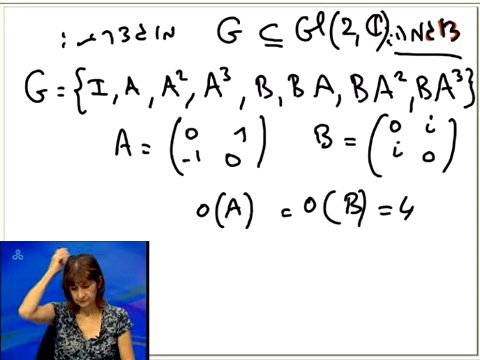 G ⊆ Gl(2, ℂ)
G = {I, A, A², A³, B, BA, BA², BA³}
A = (0 1 -1 0) B = (0 i i 0)
o(A) = o(B) = 4